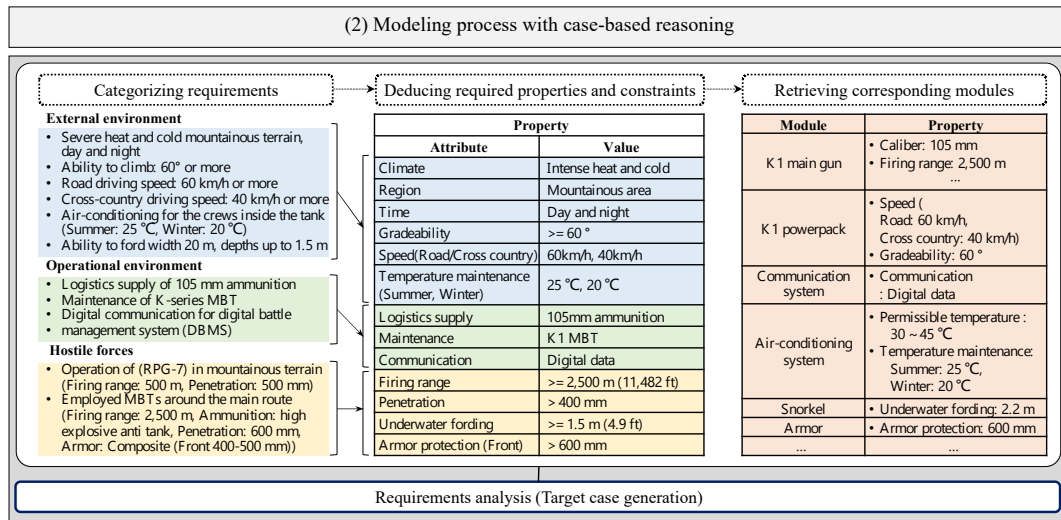 (2) Modeling process with case-based reasoning
Categorizing requirements
Deducing required properties and constraints
Retrieving corresponding modules
External environment
• Severe heat and cold mountainous terrain,
day and night
• Ability to climb: 60° or more
• Road driving speed: 60 km/h or more
• Cross-country driving speed: 40 km/h or more
• Air-conditioning for the crews inside the tank
(Summer: 25 ℃, Winter: 20 ℃)
• Ability to ford width 20 m, depths up to 1.5 m
Operational environment
• Logistics supply of 105 mm ammunition
• Maintenance of K-series MBT
• Digital communication for digital battle
• management system (DBMS)
Hostile forces
• Operation of (RPG-7) in mountainous terrain
(Firing range: 500 m, Penetration: 500 mm)
• Employed MBTs around the main route
(Firing range: 2,500 m, Ammunition: high
explosive anti tank, Penetration: 600 mm,
Armor: Composite (Front 400-500 mm))
Property
Attribute Value
Climate Intense heat and cold
Region Mountainous area
Time Day and night
Gradeability >= 60 °
Speed(Road/Cross country) 60km/h, 40km/h
Temperature maintenance
(Summer, Winter) 25 ℃, 20 ℃
Logistics supply 105mm ammunition
Maintenance K1 MBT
Communication Digital data
Firing range >= 2,500 m (11,482 ft)
Penetration > 400 mm
Underwater fording >= 1.5 m (4.9 ft)
Armor protection (Front) > 600 mm
Module Property
K1 main gun
• Caliber: 105 mm
• Firing range: 2,500 m
...
K1 powerpack
• Speed (
Road: 60 km/h,
Cross country: 40 km/h)
• Gradeability: 60 °
Communication
system
• Communication
: Digital data
Air-conditioning
system
• Permissible temperature :
30 ~ 45 ℃
• Temperature maintenance:
Summer: 25 ℃,
Winter: 20 ℃
Snorkel • Underwater fording: 2.2 m
Armor • Armor protection: 600 mm
... ...
Requirements analysis (Target case generation)